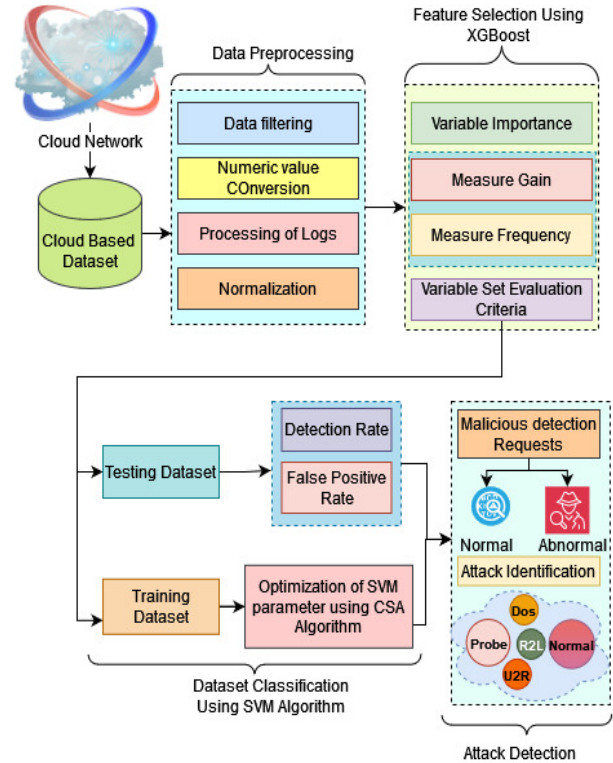 Feature Selection Using
XGBoost
Data Preprocessing
Cloud Network
Cloud Based
Dataset
Data filtering
Numeric value
COnversion
Processing of Logs
Normalization
Variable Importance
Measure Gain
Measure Frequency
Variable Set Evaluation
Criteria
Testing Dataset
Detection Rate
False Positive
Rate
Training
Dataset
Optimization of SVM
parameter using CSA
Algorithm
Dataset Classification
Using SVM Algorithm
Malicious detection
Requests
Normal
Abnormal
Attack Identification
Dos
Probe
R2L
Normal
U2R
Attack Detection